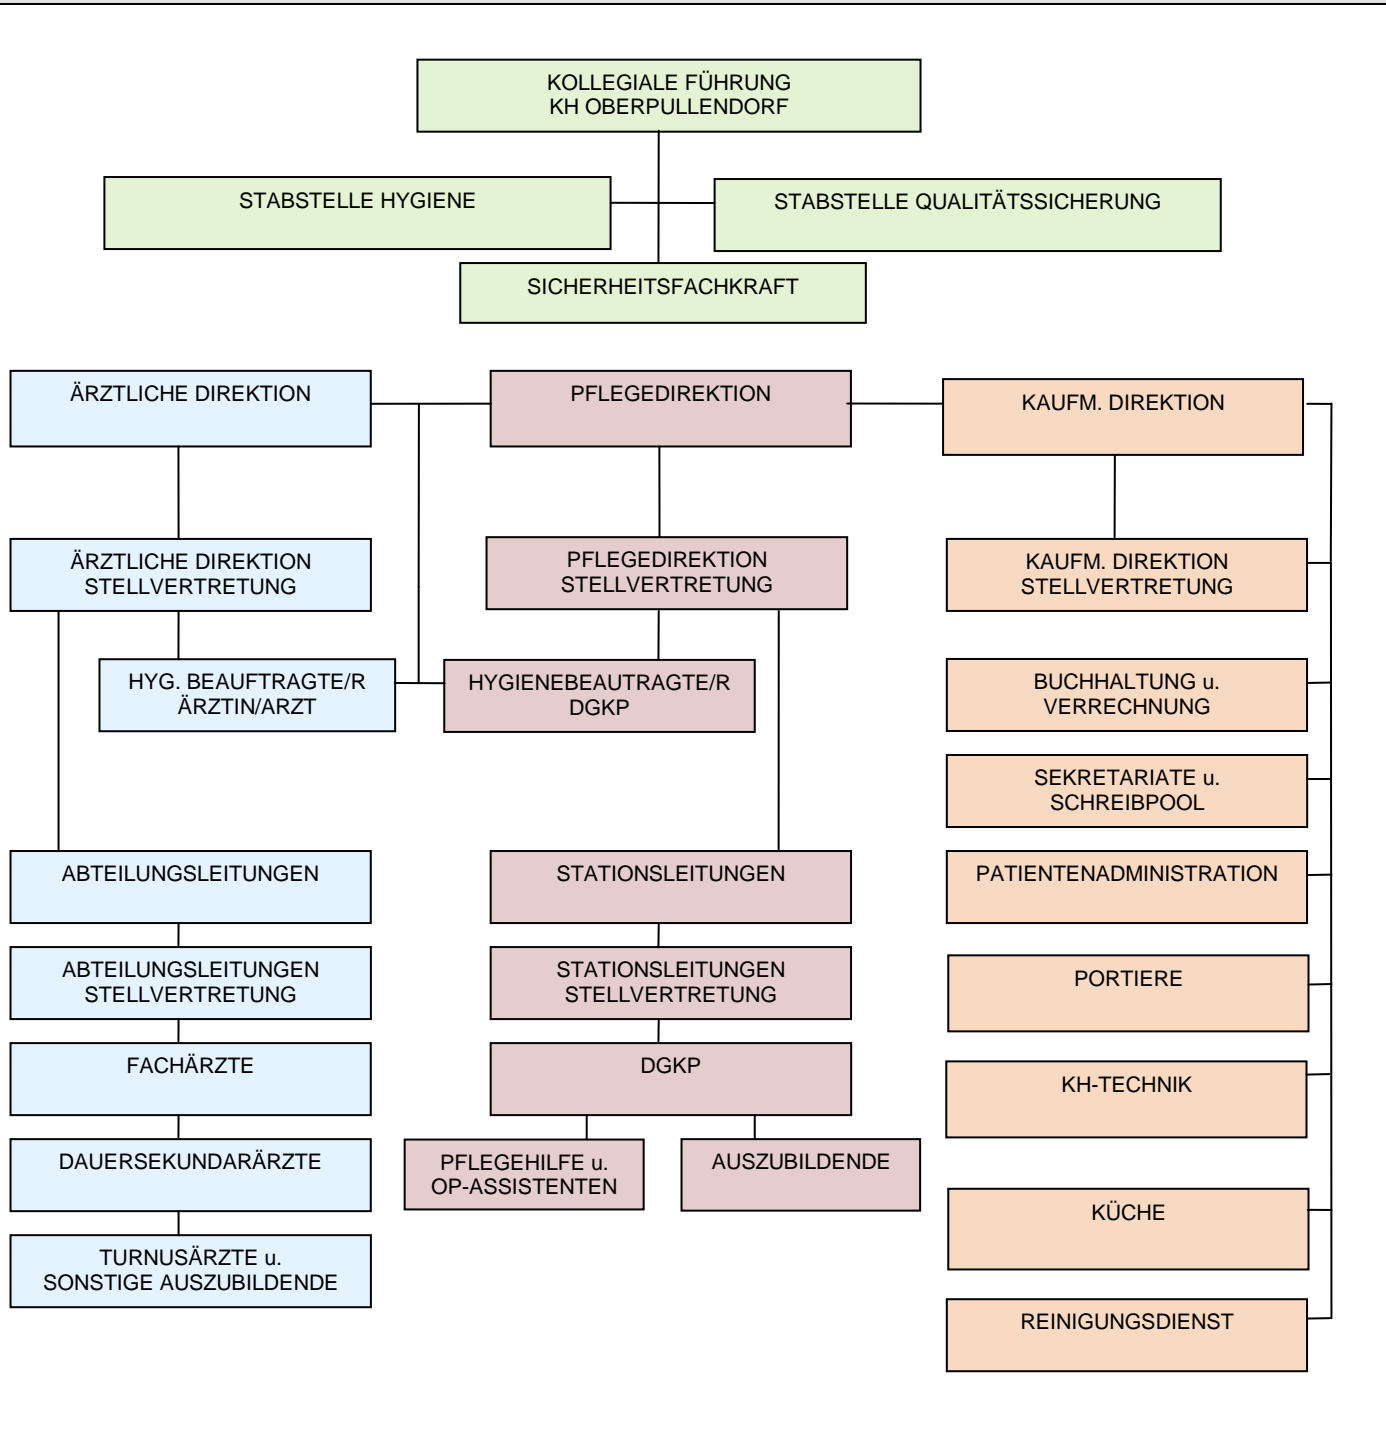 KOLLEGIALE FÜHRUNG
KH OBERPULLENDORF
STABSTELLE HYGIENE
STABSTELLE QUALITÄTSSICHERUNG
SICHERHEITSFACHKRAFT
ÄRZTLICHE DIREKTION
PFLEGEDIREKTION
KAUFM. DIREKTION
ÄRZTLICHE DIREKTION
STELLVERTRETUNG
PFLEGEDIREKTION
STELLVERTRETUNG
KAUFM. DIREKTION
STELLVERTRETUNG
HYG. BEAUFTRAGTE/R
ÄRZTIN/ARZT
HYGIENEBEAUTRAGTE/R
DGKP
BUCHHALTUNG u.
VERRECHNUNG
SEKRETARIATE u.
SCHREIBPOOL
ABTEILUNGSLEITUNGEN
STATIONSLEITUNGEN
PATIENTENADMINISTRATION
ABTEILUNGSLEITUNGEN
STELLVERTRETUNG
STATIONSLEITUNGEN
STELLVERTRETUNG
PORTIERE
FACHÄRZTE
DGKP
KH-TECHNIK
DAUERSEKUNDARÄRZTE
PFLEGEHILFE u.
OP-ASSISTENTEN
AUSZUBILDENDE
KÜCHE
TURNUSÄRZTE u.
SONSTIGE AUSZUBILDENDE
REINIGUNGSDIENST